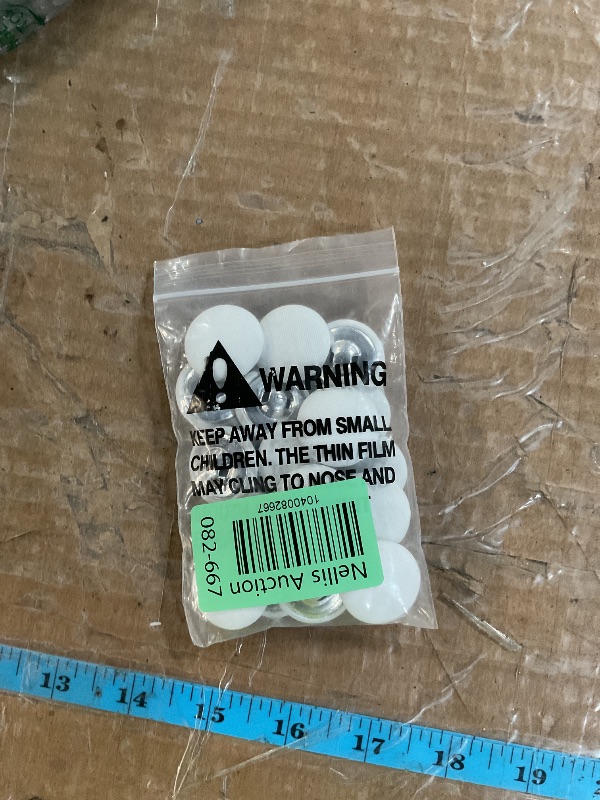 WARNING
KEEP AWAY FROM SMALL
CHILDREN. THE THIN FILM
MAY CLING TO NOSE AND
1040082667
082-667
Nellis Auction
13 14 15 16 17 18 19